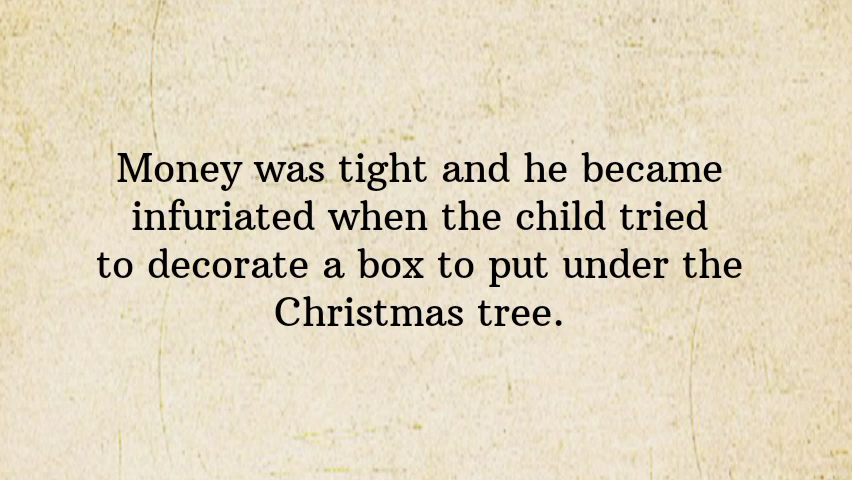 Money was tight and he became
infuriated when the child tried
to decorate a box to put under the
Christmas tree.